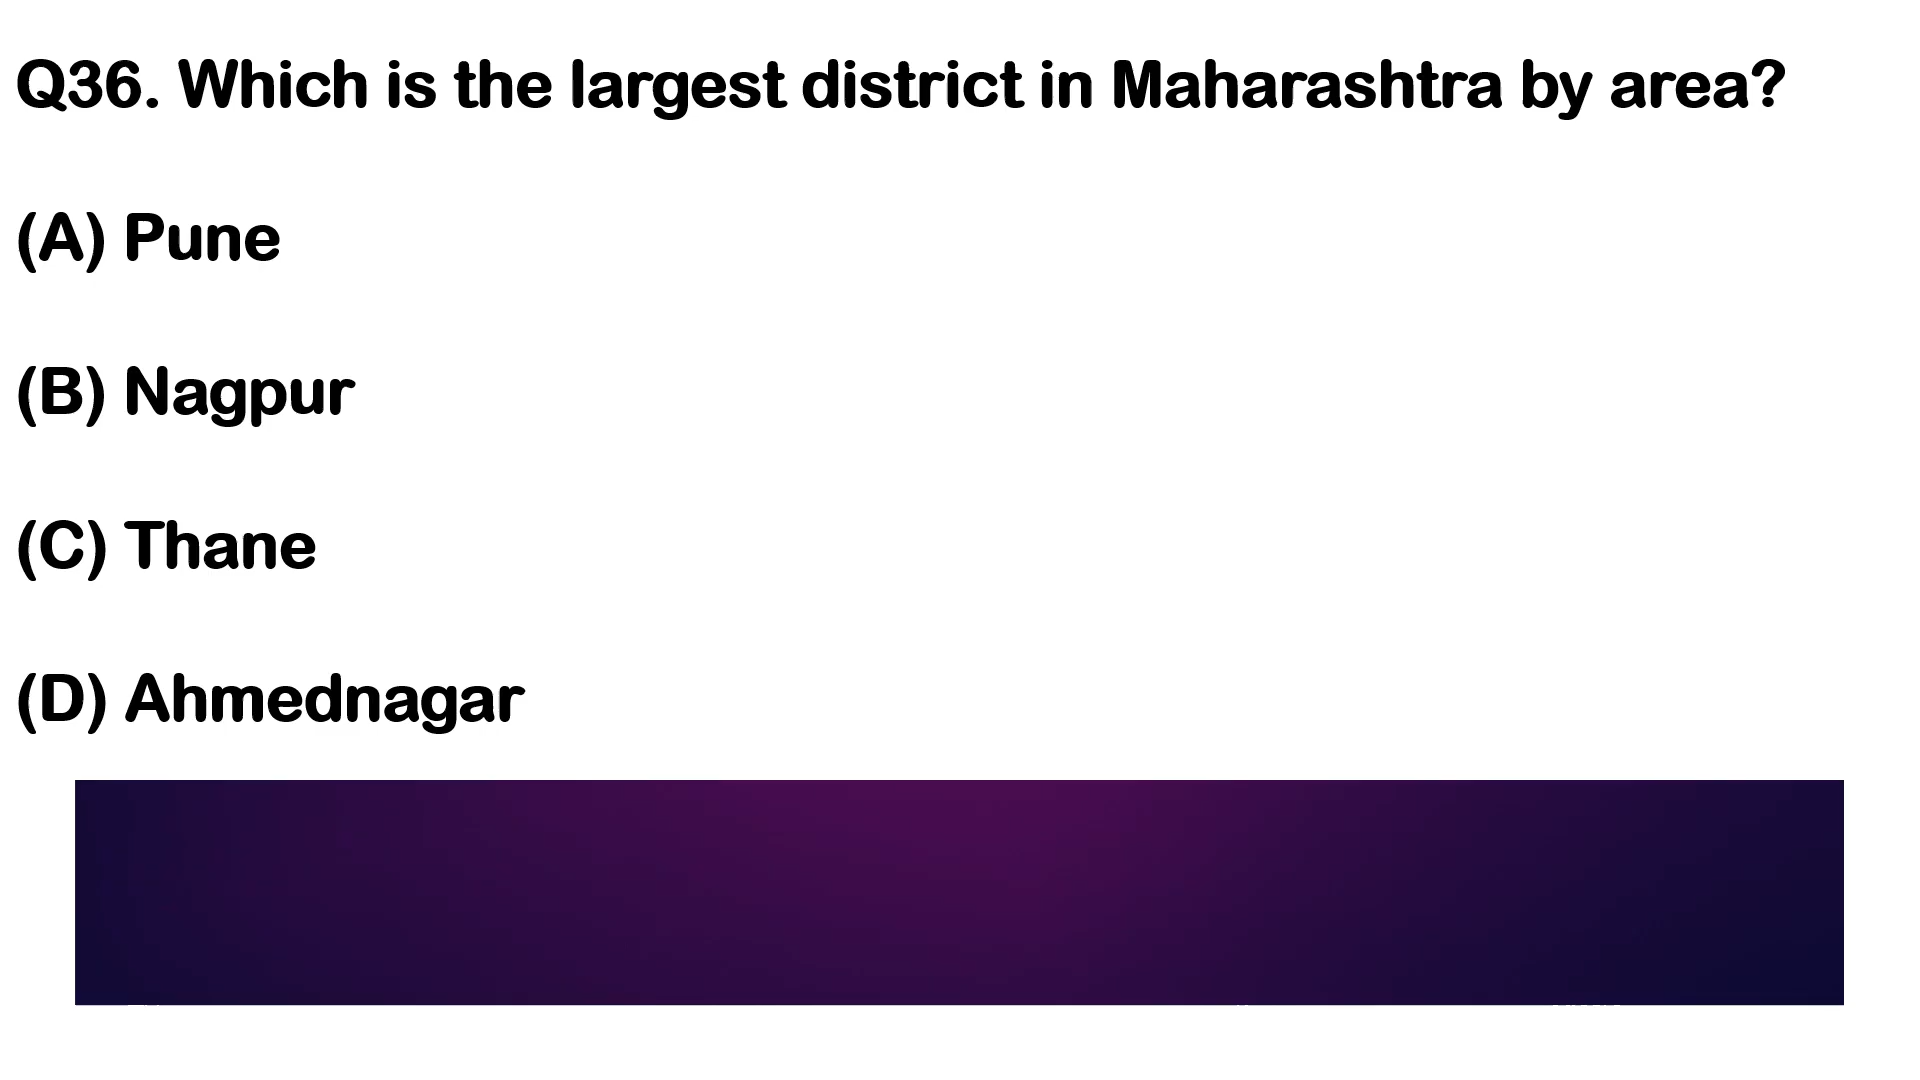 Q36. Which is the largest district in Maharashtra by area?
(A) Pune
(B) Nagpur
(C) Thane
(D) Ahmednagar